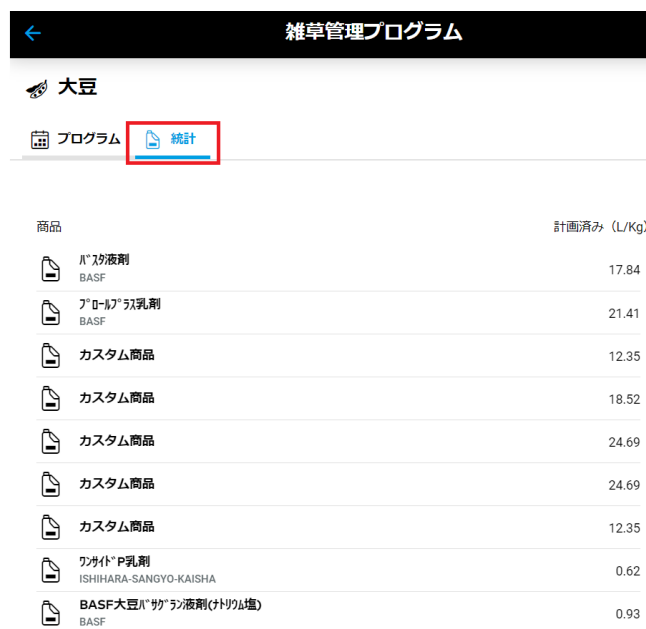 雑草管理プログラム
大豆
プログラム 統計
商品 計画済み（L/Kg）
ﾊﾞｽﾀ液剤
BASF
17.84
ﾌﾟﾛｰﾙﾌﾟﾗｽ乳剤
BASF
21.41
カスタム商品 12.35
カスタム商品 18.52
カスタム商品 24.69
カスタム商品 24.69
カスタム商品 12.35
ﾜﾝｻｲﾄﾞP乳剤
ISHIHARA-SANGYO-KAISHA
0.62
BASF大豆ﾊﾞｻｸﾞﾗﾝ液剤(ﾅﾄﾘｳﾑ塩)
BASF
0.93